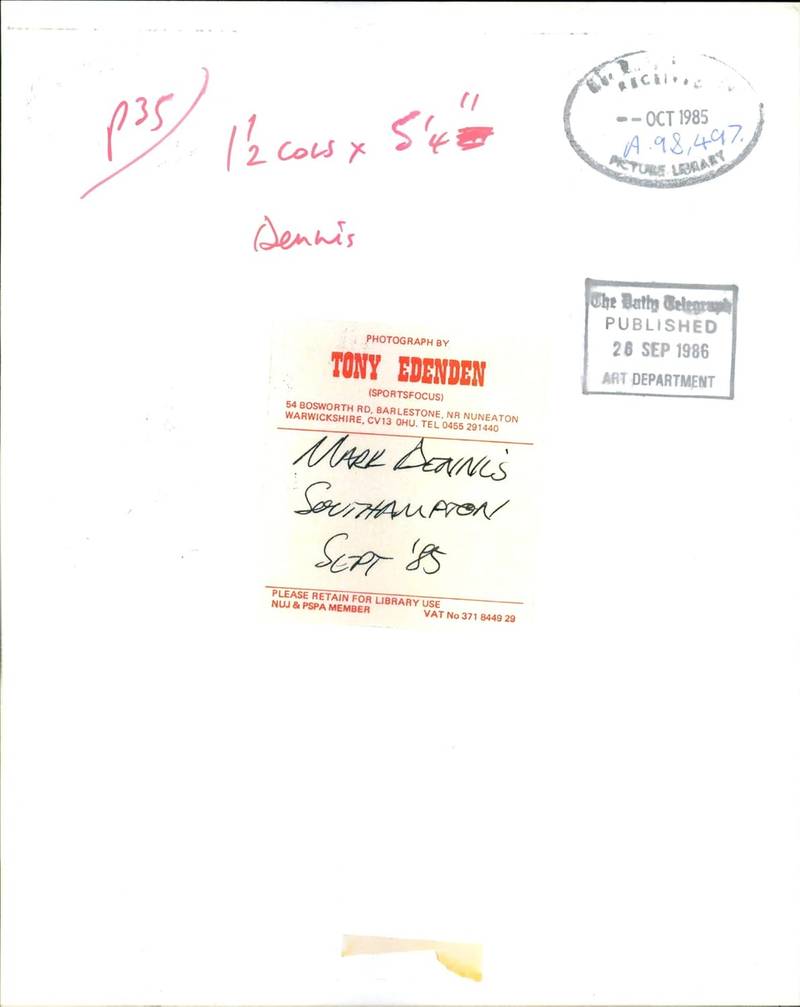 p35
1 1/2 cols x 5 1/4"
Dennis
RECEIVED
-- OCT 1985
A.98,497.
PICTURE LIBRARY
The Daily Telegraph
PUBLISHED
26 SEP 1986
ART DEPARTMENT
PHOTOGRAPH BY
TONY EDENDEN
(SPORTSFOCUS)
54 BOSWORTH RD, BARLESTONE, NR NUNEATON
WARWICKSHIRE, CV13 0HU. TEL 0455 291440
MARK DENNIS
SOUTHAMPTON
SEPT '85
PLEASE RETAIN FOR LIBRARY USE
NUJ & PSPA MEMBER
VAT No 371 8449 29